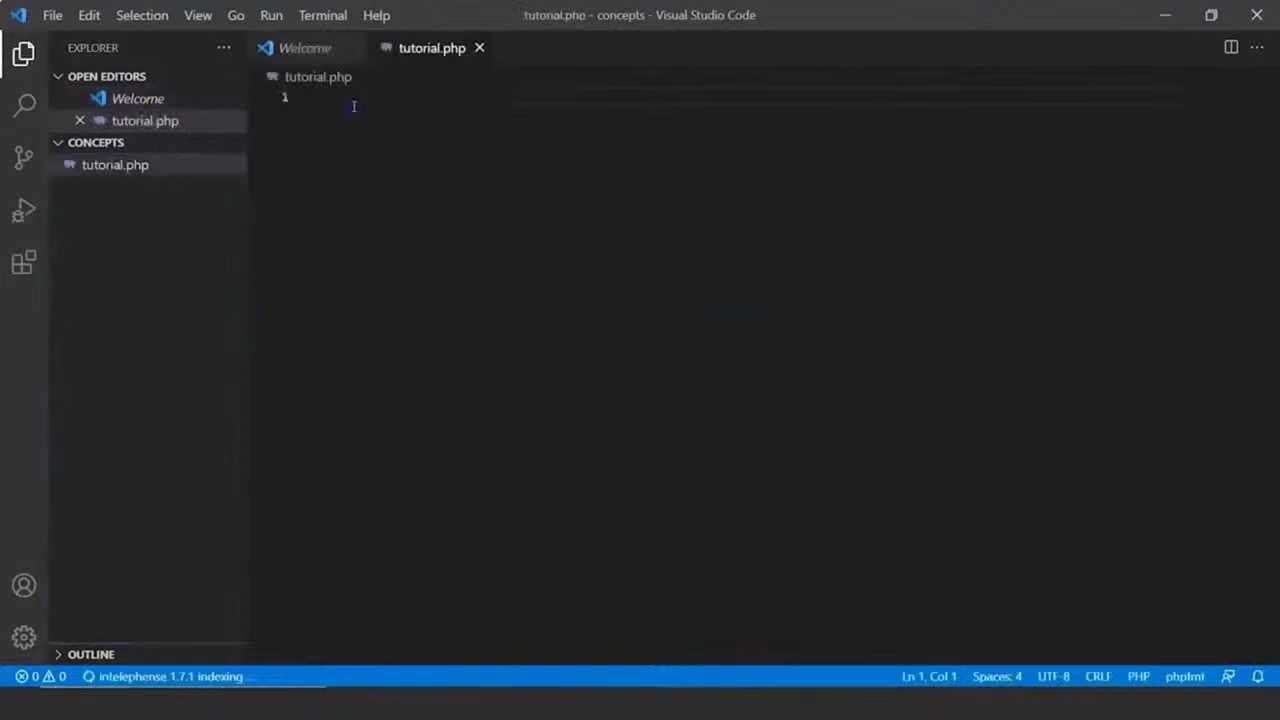 File Edit Selection View Go Run Terminal Help
tutorial.php - concepts - Visual Studio Code
EXPLORER
Welcome
tutorial.php
OPEN EDITORS
Welcome
tutorial.php
CONCEPTS
tutorial.php
OUTLINE
tutorial.php
1
0 0 intelephense 1.7.1 indexing ...
Ln 1, Col 1 Spaces: 4 UTF-8 CRLF PHP phpfmt